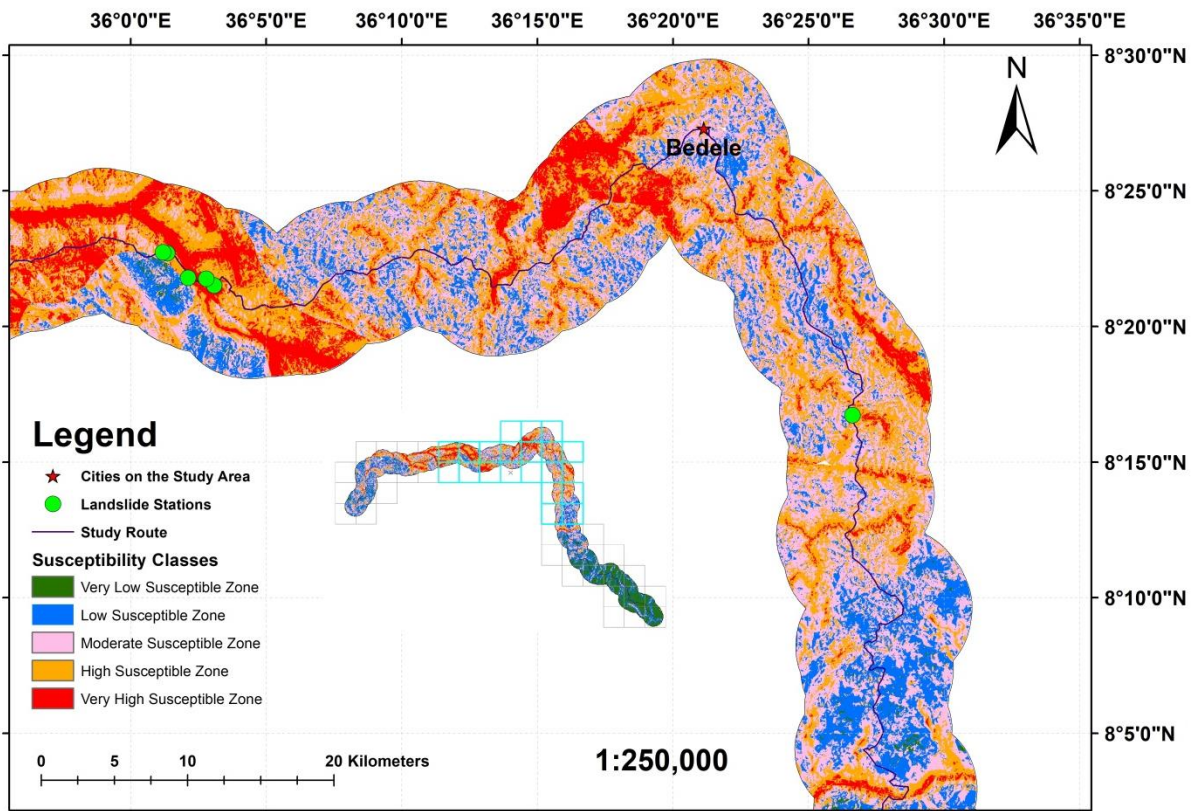 36°0'0"E 36°5'0"E 36°10'0"E 36°15'0"E 36°20'0"E 36°25'0"E 36°30'0"E 36°35'0"E
8°30'0"N
N
Bedele
8°25'0"N
8°20'0"N
8°15'0"N
8°10'0"N
8°5'0"N
Legend
Cities on the Study Area
Landslide Stations
Study Route
Susceptibility Classes
Very Low Susceptible Zone
Low Susceptible Zone
Moderate Susceptible Zone
High Susceptible Zone
Very High Susceptible Zone
0 5 10 20 Kilometers
1:250,000